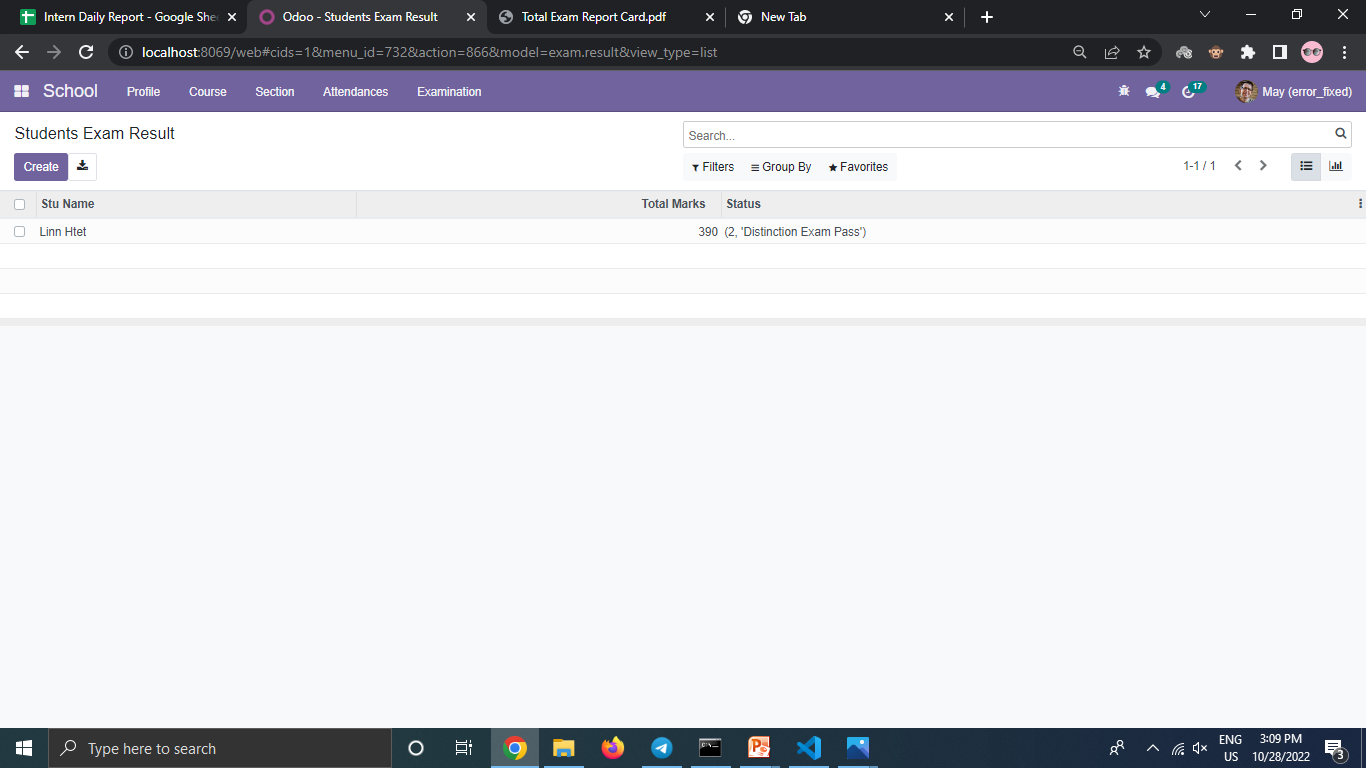 Intern Daily Report - Google She
Odoo - Students Exam Result
Total Exam Report Card.pdf
New Tab
localhost:8069/web#cids=1&menu_id=732&action=866&model=exam.result&view_type=list
School Profile Course Section Attendances Examination 4 17 May (error_fixed)
Students Exam Result
Search...
Create
Filters Group By Favorites
1-1 / 1
Stu Name Total Marks Status
Linn Htet 390 (2, 'Distinction Exam Pass')
Type here to search
ENG
US
3:09 PM
10/28/2022
3